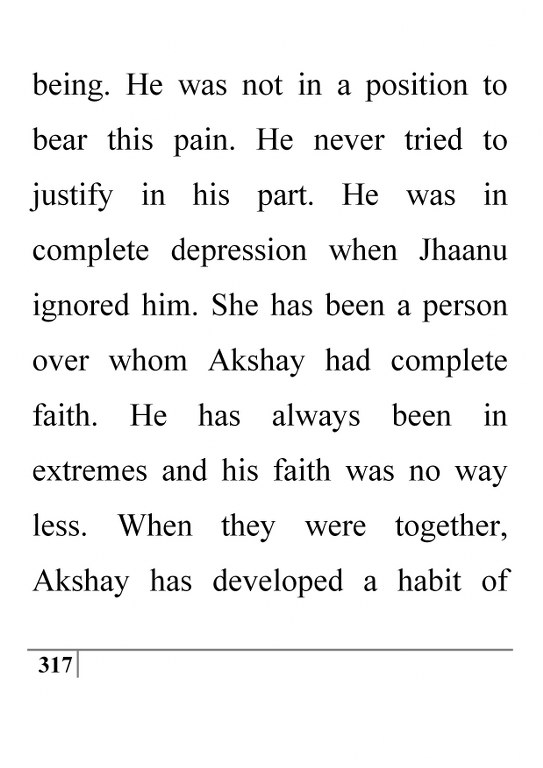 being. He was not in a position to
bear this pain. He never tried to
justify in his part. He was in
complete depression when Jhaanu
ignored him. She has been a person
over whom Akshay had complete
faith. He has always been in
extremes and his faith was no way
less. When they were together,
Akshay has developed a habit of
317